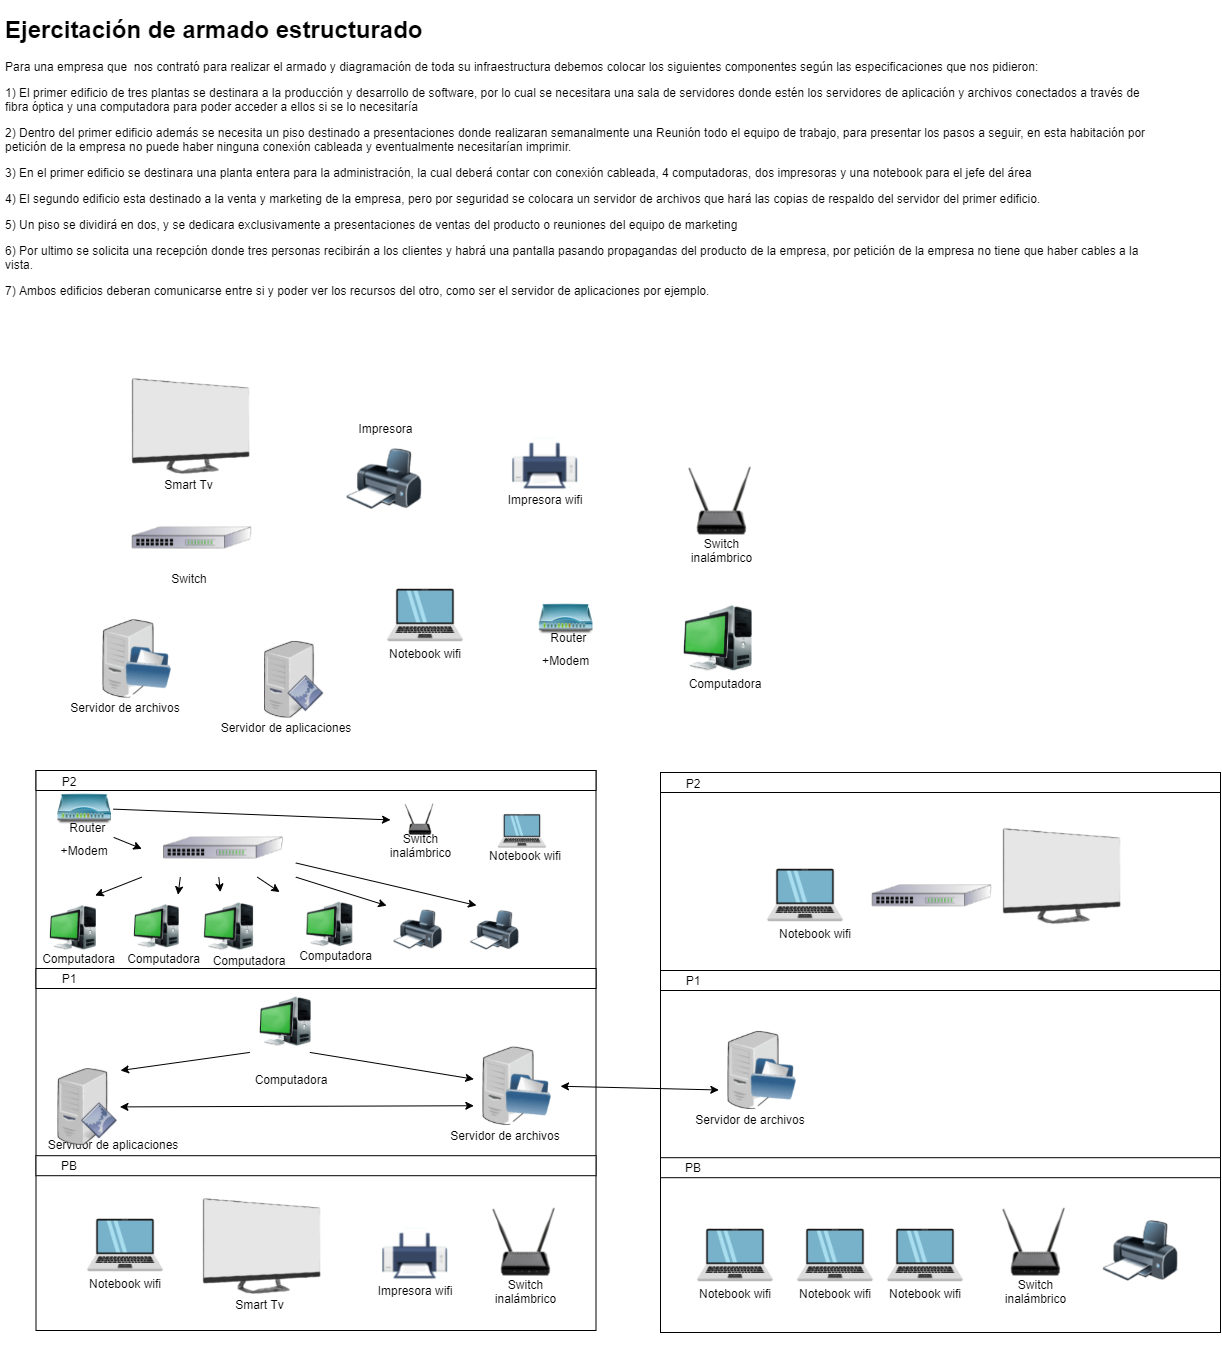 Ejercitación de armado estructurado
Para una empresa que  nos contrató para realizar el armado y diagramación de toda su infraestructura debemos colocar los siguientes componentes según las especificaciones que nos pidieron:
1) El primer edificio de tres plantas se destinara a la producción y desarrollo de software, por lo cual se necesitara una sala de servidores donde estén los servidores de aplicación y archivos conectados a través de
fibra óptica y una computadora para poder acceder a ellos si se lo necesitaría
2) Dentro del primer edificio además se necesita un piso destinado a presentaciones donde realizaran semanalmente una Reunión todo el equipo de trabajo, para presentar los pasos a seguir, en esta habitación por
petición de la empresa no puede haber ninguna conexión cableada y eventualmente necesitarían imprimir.
3) En el primer edificio se destinara una planta entera para la administración, la cual deberá contar con conexión cableada, 4 computadoras, dos impresoras y una notebook para el jefe del área
4) El segundo edificio esta destinado a la venta y marketing de la empresa, pero por seguridad se colocara un servidor de archivos que hará las copias de respaldo del servidor del primer edificio.
5) Un piso se dividirá en dos, y se dedicara exclusivamente a presentaciones de ventas del producto o reuniones del equipo de marketing
6) Por ultimo se solicita una recepción donde tres personas recibirán a los clientes y habrá una pantalla pasando propagandas del producto de la empresa, por petición de la empresa no tiene que haber cables a la
vista.
7) Ambos edificios deberan comunicarse entre si y poder ver los recursos del otro, como ser el servidor de aplicaciones por ejemplo.
Impresora
Smart Tv
Impresora wifi
Switch
inalámbrico
Switch
Notebook wifi
Router
+Modem
Computadora
Servidor de archivos
Servidor de aplicaciones
P2
Router
+Modem
Switch
inalámbrico
Notebook wifi
Computadora
Computadora
Computadora
Computadora
P1
Computadora
Servidor de aplicaciones
Servidor de archivos
PB
Notebook wifi
Smart Tv
Impresora wifi
Switch
inalámbrico
P2
Notebook wifi
P1
Servidor de archivos
PB
Notebook wifi
Notebook wifi
Notebook wifi
Switch
inalámbrico